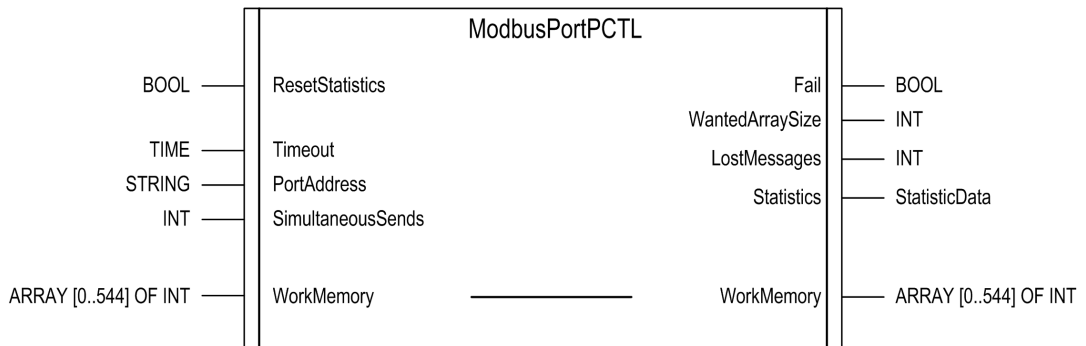 ModbusPortPCTL
BOOL ResetStatistics Fail BOOL
WantedArraySize INT
TIME Timeout LostMessages INT
STRING PortAddress Statistics StatisticData
INT SimultaneousSends
ARRAY [0..544] OF INT WorkMemory WorkMemory ARRAY [0..544] OF INT